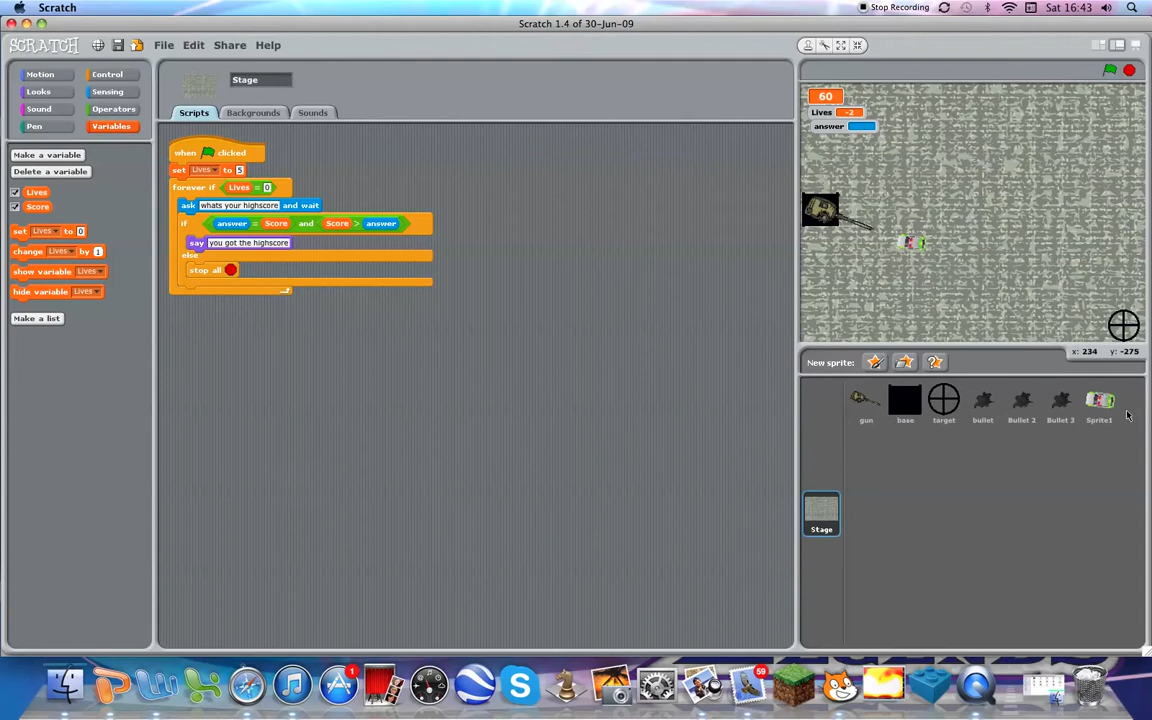 Scratch
Stop Recording
Sat 16:43
Scratch 1.4 of 30-Jun-09
SCRATCH
File Edit Share Help
Motion Control
Looks Sensing
Sound Operators
Pen Variables
Stage
Scripts Backgrounds Sounds
Make a variable
Delete a variable
Lives
Score
set Lives to 0
change Lives by 1
show variable Lives
hide variable Lives
Make a list
when clicked
set Lives to 5
forever if Lives = 0
ask whats your highscore and wait
if answer = Score and Score > answer
say you got the highscore
else
stop all
60
Lives -2
answer
x: 234 y: -275
New sprite:
gun base target bullet Bullet 2 Bullet 3 Sprite1
Stage
1
59